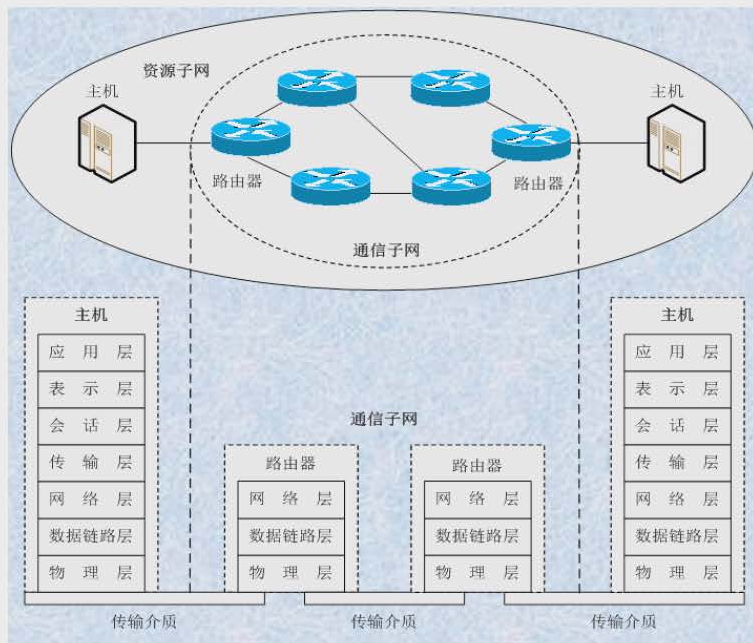 资源子网
主机
主机
路由器
路由器
通信子网
主机
主机
应用层
应用层
表示层
表示层
会话层
会话层
通信子网
传输层
传输层
路由器
路由器
网络层
网络层
网络层
网络层
数据链路层
数据链路层
数据链路层
数据链路层
物理层
物理层
物理层
物理层
传输介质
传输介质
传输介质